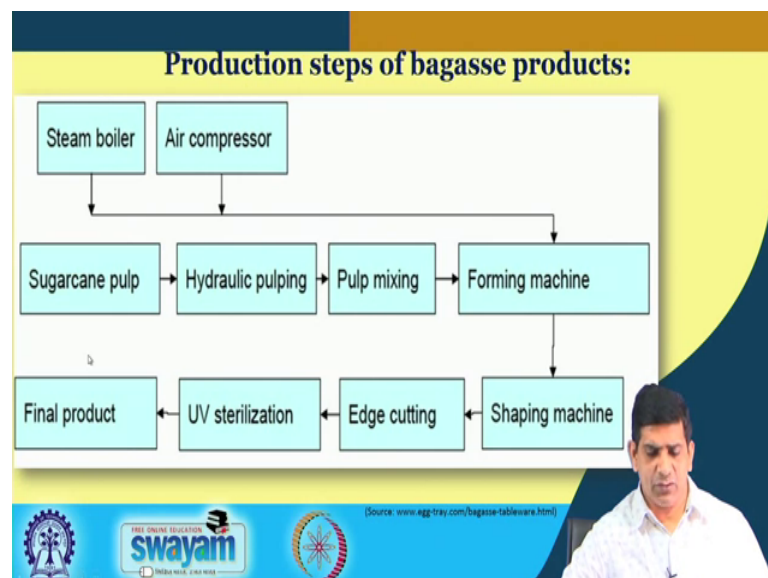 Production steps of bagasse products:
Steam boiler
Air compressor
Sugarcane pulp
Hydraulic pulping
Pulp mixing
Forming machine
Final product
UV sterilization
Edge cutting
Shaping machine
(Source: www.egg-tray.com/bagasse-tableware.html)
FREE ONLINE EDUCATION
swayam